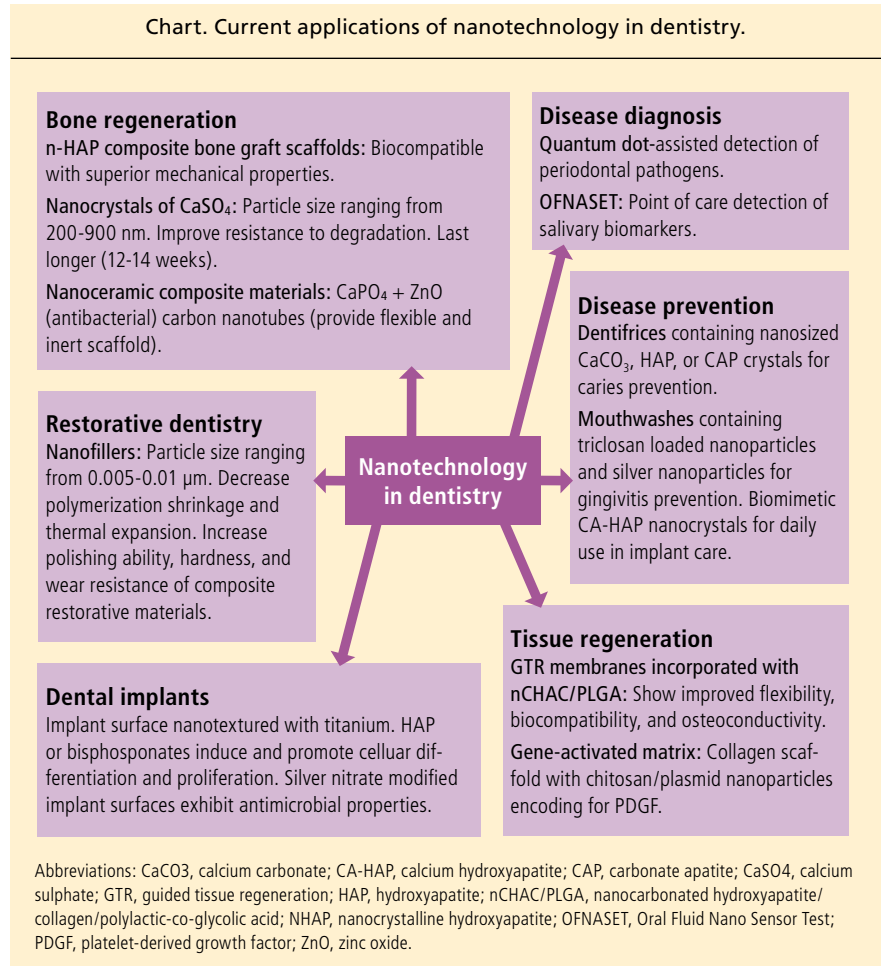 Chart. Current applications of nanotechnology in dentistry.
Bone regeneration
n-HAP composite bone graft scaffolds: Biocompatible
with superior mechanical properties.
Nanocrystals of CaSO₄: Particle size ranging from
200-900 nm. Improve resistance to degradation. Last
longer (12-14 weeks).
Nanoceramic composite materials: CaPO₄ + ZnO
(antibacterial) carbon nanotubes (provide flexible and
inert scaffold).
Disease diagnosis
Quantum dot-assisted detection of
periodontal pathogens.
OFNASET: Point of care detection of
salivary biomarkers.
Disease prevention
Dentifrices containing nanosized
CaCO₃, HAP, or CAP crystals for
caries prevention.
Mouthwashes containing
triclosan loaded nanoparticles
and silver nanoparticles for
gingivitis prevention. Biomimetic
CA-HAP nanocrystals for daily
use in implant care.
Restorative dentistry
Nanofillers: Particle size ranging
from 0.005-0.01 µm. Decrease
polymerization shrinkage and
thermal expansion. Increase
polishing ability, hardness, and
wear resistance of composite
restorative materials.
Nanotechnology
in dentistry
Tissue regeneration
GTR membranes incorporated with
nCHAC/PLGA: Show improved flexibility,
biocompatibility, and osteoconductivity.
Gene-activated matrix: Collagen scaf-
fold with chitosan/plasmid nanoparticles
encoding for PDGF.
Dental implants
Implant surface nanotextured with titanium. HAP
or bisphosponates induce and promote celluar dif-
ferentiation and proliferation. Silver nitrate modified
implant surfaces exhibit antimicrobial properties.
Abbreviations: CaCO3, calcium carbonate; CA-HAP, calcium hydroxyapatite; CAP, carbonate apatite; CaSO4, calcium
sulphate; GTR, guided tissue regeneration; HAP, hydroxyapatite; nCHAC/PLGA, nanocarbonated hydroxyapatite/
collagen/polylactic-co-glycolic acid; NHAP, nanocrystalline hydroxyapatite; OFNASET, Oral Fluid Nano Sensor Test;
PDGF, platelet-derived growth factor; ZnO, zinc oxide.